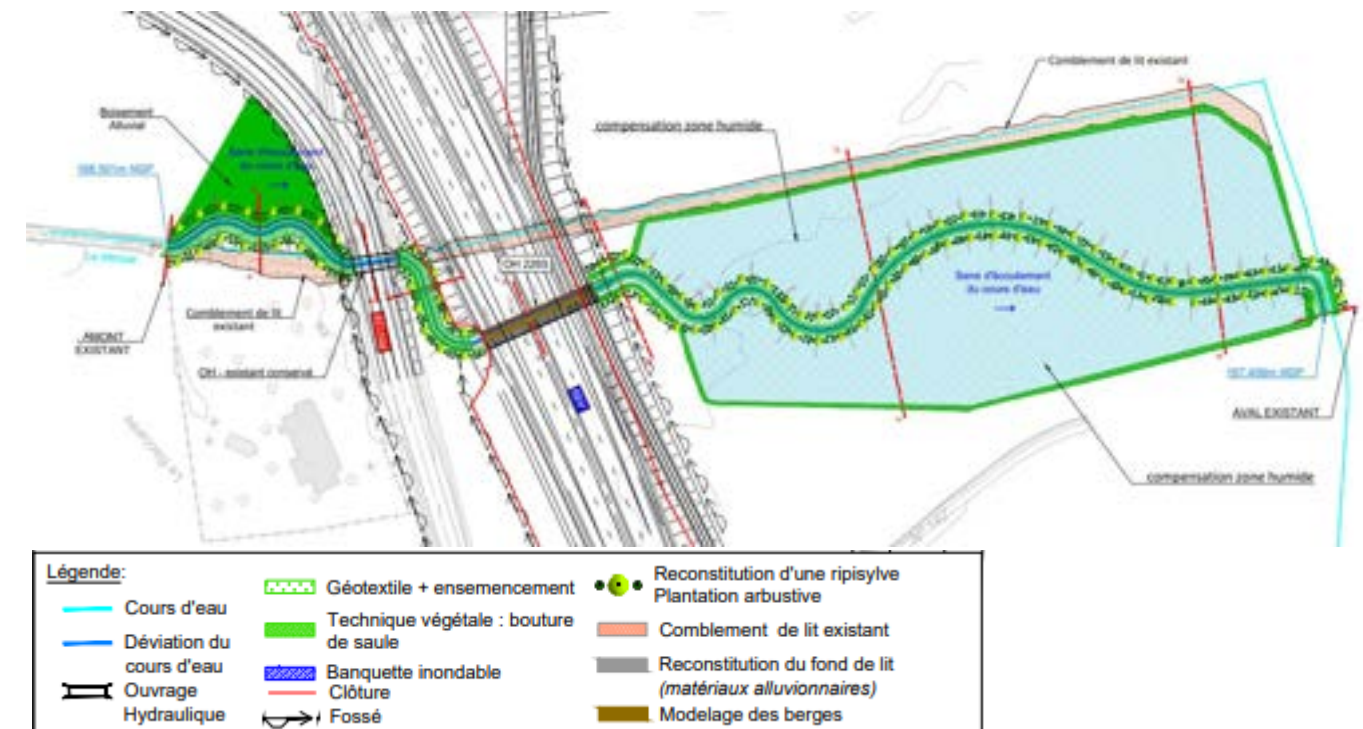 Comblement de lit existant
Boisement
Alluvial
compensation zone humide
Sens d'écoulement
du cours d'eau
OH 2203
Sens d'écoulement
du cours d'eau
Comblement de lit
existant
AMONT
EXISTANT
OH - existant conservé
AVAL EXISTANT
compensation zone humide
Légende:
Cours d'eau
Déviation du
cours d'eau
Ouvrage
Hydraulique
Géotextile + ensemencement
Technique végétale : bouture
de saule
Banquette inondable
Clôture
Fossé
Reconstitution d'une ripisylve
Plantation arbustive
Comblement de lit existant
Reconstitution du fond de lit
(matériaux alluvionnaires)
Modelage des berges